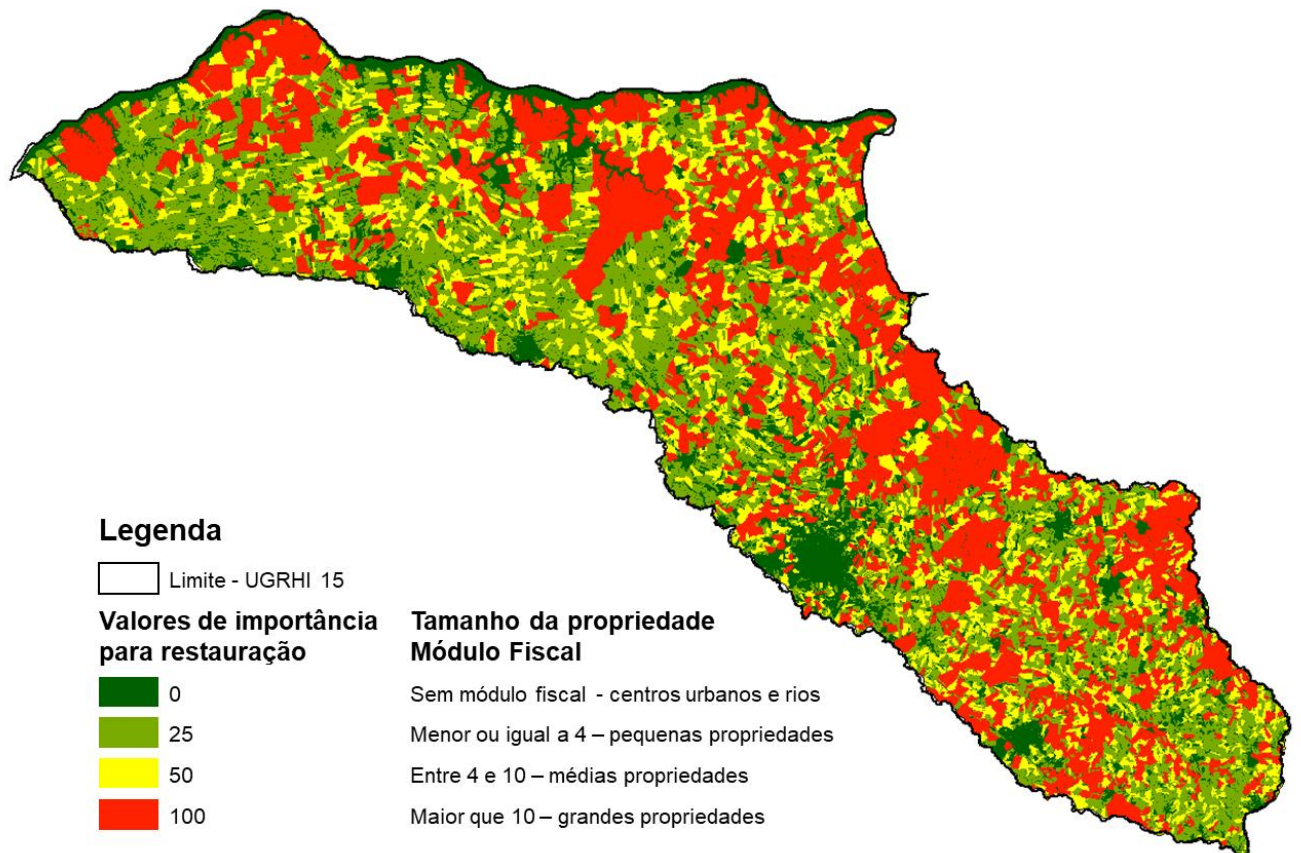 Legenda
Limite - UGRHI 15
Valores de importância para restauração
Tamanho da propriedade Módulo Fiscal
0 Sem módulo fiscal - centros urbanos e rios
25 Menor ou igual a 4 – pequenas propriedades
50 Entre 4 e 10 – médias propriedades
100 Maior que 10 – grandes propriedades